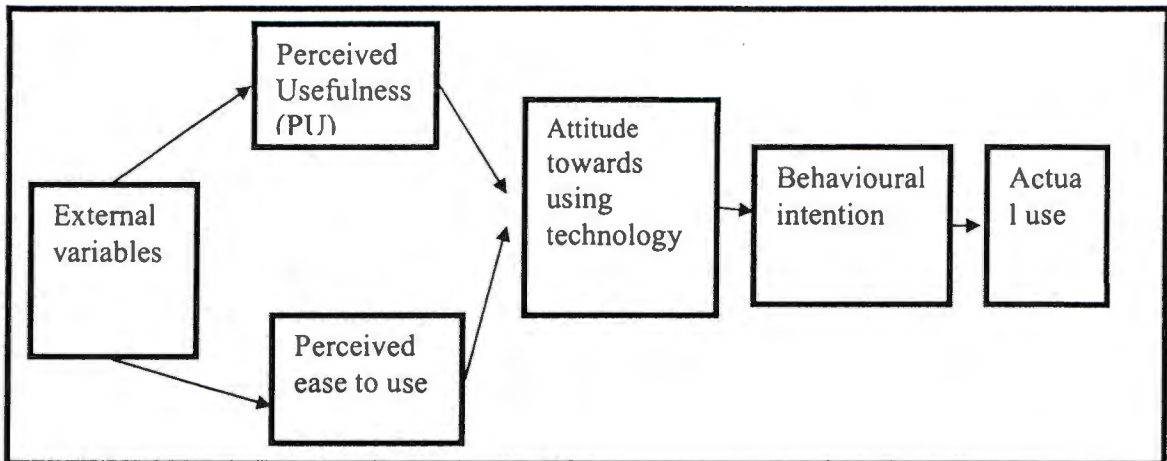 Perceived
Usefulness
(PU)
External
variables
Perceived
ease to use
Attitude
towards
using
technology
Behavioural
intention
Actua
l use